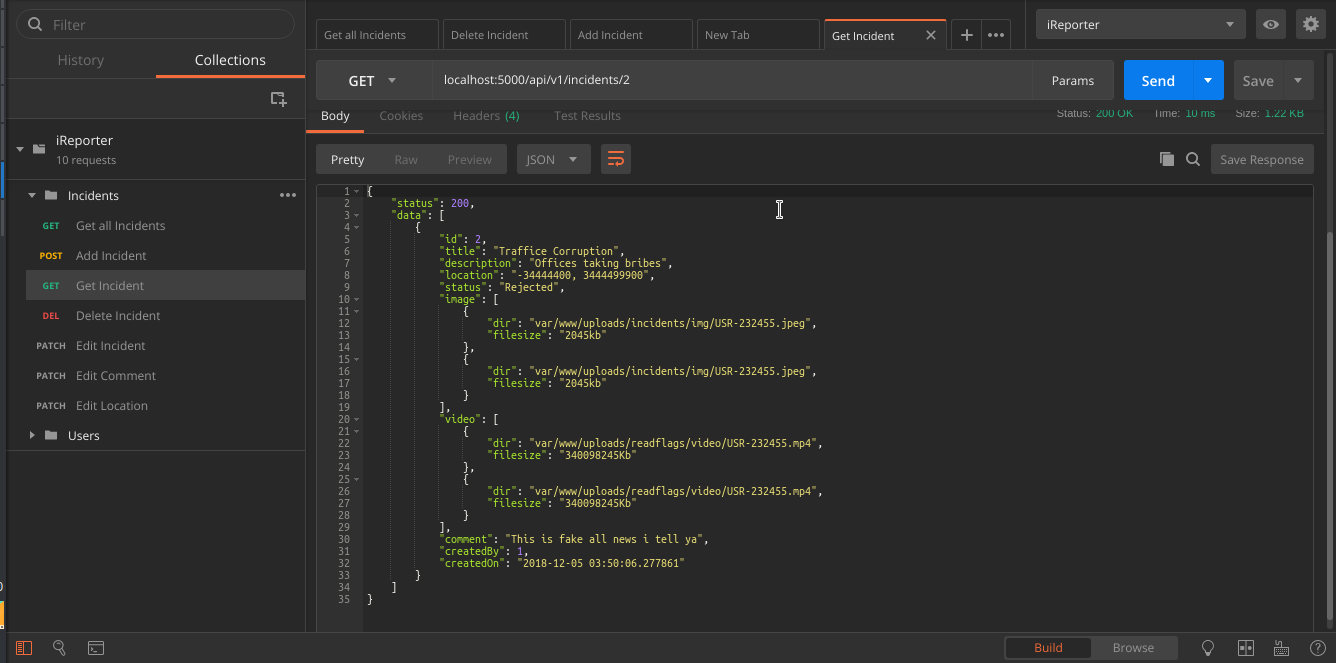 Filter
History Collections
iReporter
10 requests
Incidents
GET Get all Incidents
POST Add Incident
GET Get Incident
DEL Delete Incident
PATCH Edit Incident
PATCH Edit Comment
PATCH Edit Location
Users
Get all Incidents Delete Incident Add Incident New Tab Get Incident
iReporter
GET localhost:5000/api/v1/incidents/2 Params Send Save
Body Cookies Headers (4) Test Results Status: 200 OK Time: 10 ms Size: 1.22 KB
Pretty Raw Preview JSON Save Response
1 {
2 "status": 200,
3 "data": [
4 {
5 "id": 2,
6 "title": "Traffice Corruption",
7 "description": "Offices taking bribes",
8 "location": "-34444400, 3444499900",
9 "status": "Rejected",
10 "image": [
11 {
12 "dir": "var/www/uploads/incidents/img/USR-232455.jpeg",
13 "filesize": "2045kb"
14 },
15 {
16 "dir": "var/www/uploads/incidents/img/USR-232455.jpeg",
17 "filesize": "2045kb"
18 }
19 ],
20 "video": [
21 {
22 "dir": "var/www/uploads/readflags/video/USR-232455.mp4",
23 "filesize": "340098245Kb"
24 },
25 {
26 "dir": "var/www/uploads/readflags/video/USR-232455.mp4",
27 "filesize": "340098245Kb"
28 }
29 ],
30 "comment": "This is fake all news i tell ya",
31 "createdBy": 1,
32 "createdOn": "2018-12-05 03:50:06.277861"
33 }
34 ]
35 }
Build Browse